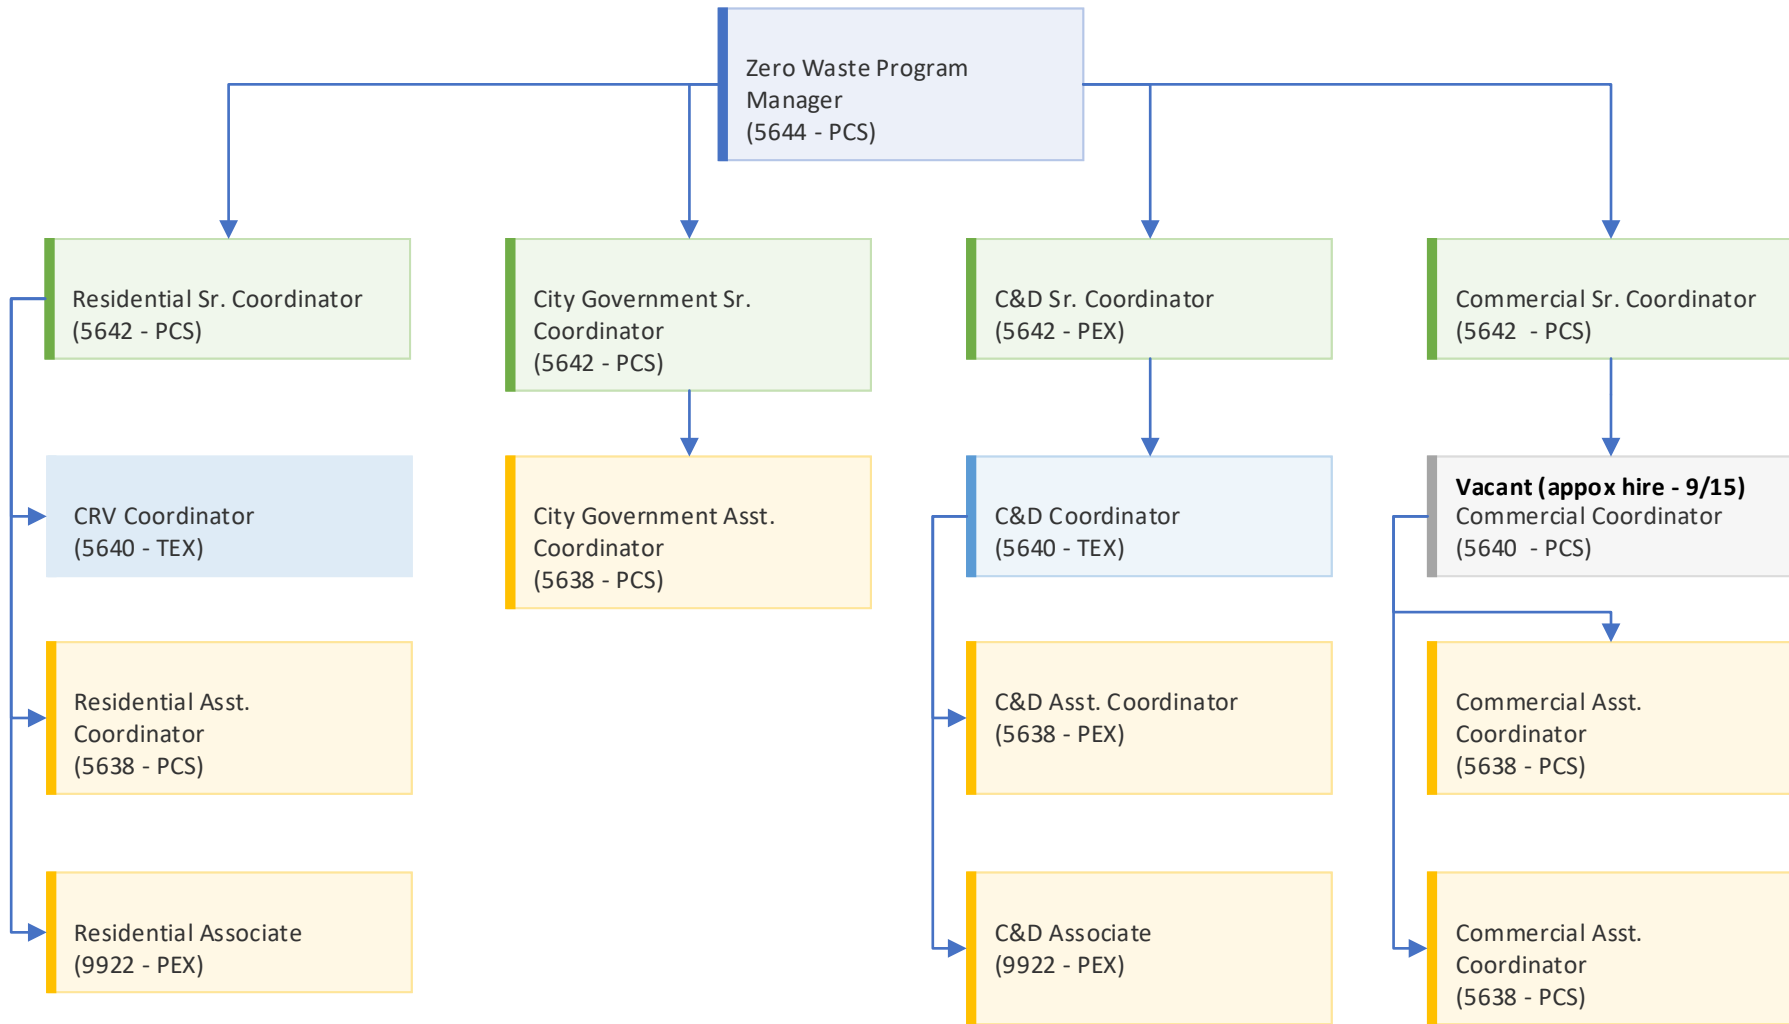 Zero Waste Program
Manager
(5644 - PCS)
Residential Sr. Coordinator
(5642 - PCS)
City Government Sr.
Coordinator
(5642 - PCS)
C&D Sr. Coordinator
(5642 - PEX)
Commercial Sr. Coordinator
(5642  - PCS)
CRV Coordinator
(5640 - TEX)
City Government Asst.
Coordinator
(5638 - PCS)
C&D Coordinator
(5640 - TEX)
Vacant (appox hire - 9/15)
Commercial Coordinator
(5640  - PCS)
Residential Asst.
Coordinator
(5638 - PCS)
C&D Asst. Coordinator
(5638 - PEX)
Commercial Asst.
Coordinator
(5638 - PCS)
Residential Associate
(9922 - PEX)
C&D Associate
(9922 - PEX)
Commercial Asst.
Coordinator
(5638 - PCS)